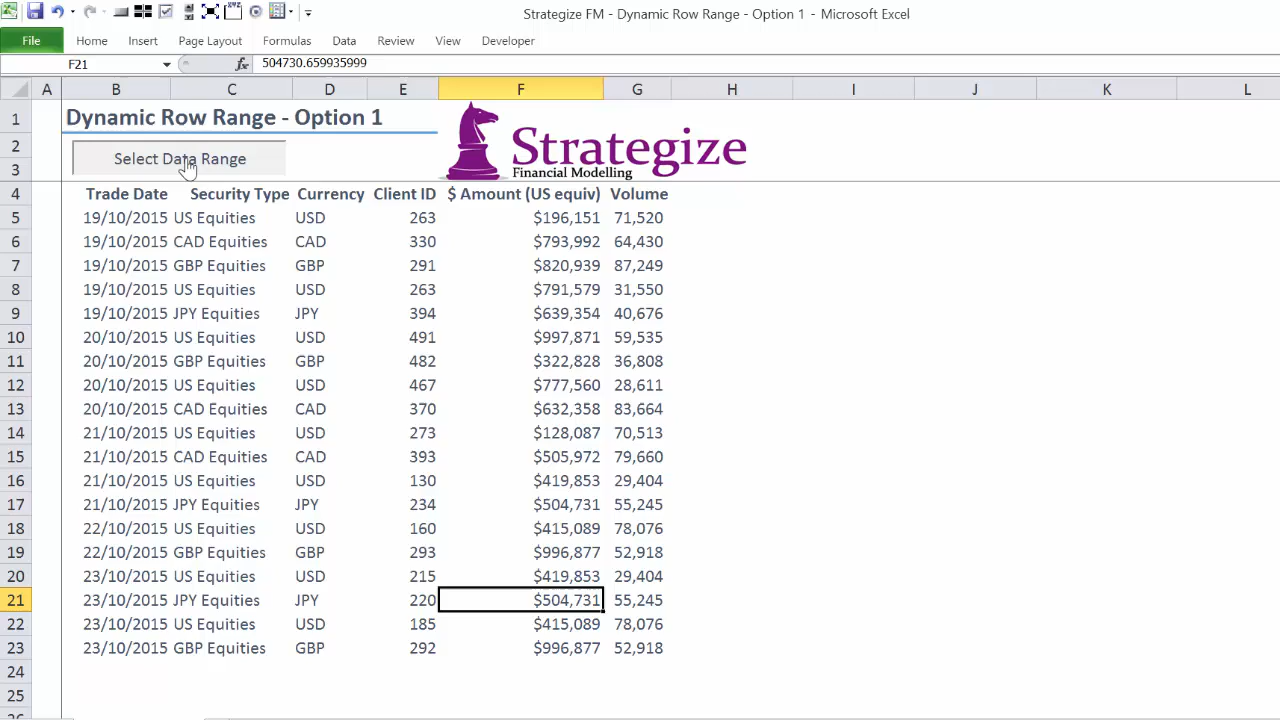 Strategize FM - Dynamic Row Range - Option 1 - Microsoft Excel
File Home Insert Page Layout Formulas Data Review View Developer
F21 fx 504730.659935999
A B C D E F G H I J K L
1 Dynamic Row Range - Option 1
Strategize
Financial Modelling
2
Select Data Range
3
4 Trade Date Security Type Currency Client ID $ Amount (US equiv) Volume
5 19/10/2015 US Equities USD 263 $196,151 71,520
6 19/10/2015 CAD Equities CAD 330 $793,992 64,430
7 19/10/2015 GBP Equities GBP 291 $820,939 87,249
8 19/10/2015 US Equities USD 263 $791,579 31,550
9 19/10/2015 JPY Equities JPY 394 $639,354 40,676
10 20/10/2015 US Equities USD 491 $997,871 59,535
11 20/10/2015 GBP Equities GBP 482 $322,828 36,808
12 20/10/2015 US Equities USD 467 $777,560 28,611
13 20/10/2015 CAD Equities CAD 370 $632,358 83,664
14 21/10/2015 US Equities USD 273 $128,087 70,513
15 21/10/2015 CAD Equities CAD 393 $505,972 79,660
16 21/10/2015 US Equities USD 130 $419,853 29,404
17 21/10/2015 JPY Equities JPY 234 $504,731 55,245
18 22/10/2015 US Equities USD 160 $415,089 78,076
19 22/10/2015 GBP Equities GBP 293 $996,877 52,918
20 23/10/2015 US Equities USD 215 $419,853 29,404
21 23/10/2015 JPY Equities JPY 220 $504,731 55,245
22 23/10/2015 US Equities USD 185 $415,089 78,076
23 23/10/2015 GBP Equities GBP 292 $996,877 52,918
24
25